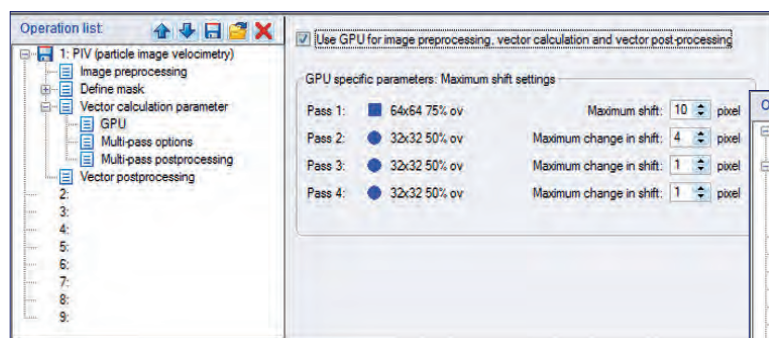 Operation list
1: PIV (particle image velocimetry)
Image preprocessing
Define mask
Vector calculation parameter
GPU
Multi-pass options
Multi-pass postprocessing
Vector postprocessing
2:
3:
4:
5:
6:
7:
8:
9:
Use GPU for image preprocessing, vector calculation and vector post-processing
GPU specific parameters: Maximum shift settings
Pass 1: 64x64 75% ov Maximum shift: 10 pixel
Pass 2: 32x32 50% ov Maximum change in shift: 4 pixel
Pass 3: 32x32 50% ov Maximum change in shift: 1 pixel
Pass 4: 32x32 50% ov Maximum change in shift: 1 pixel